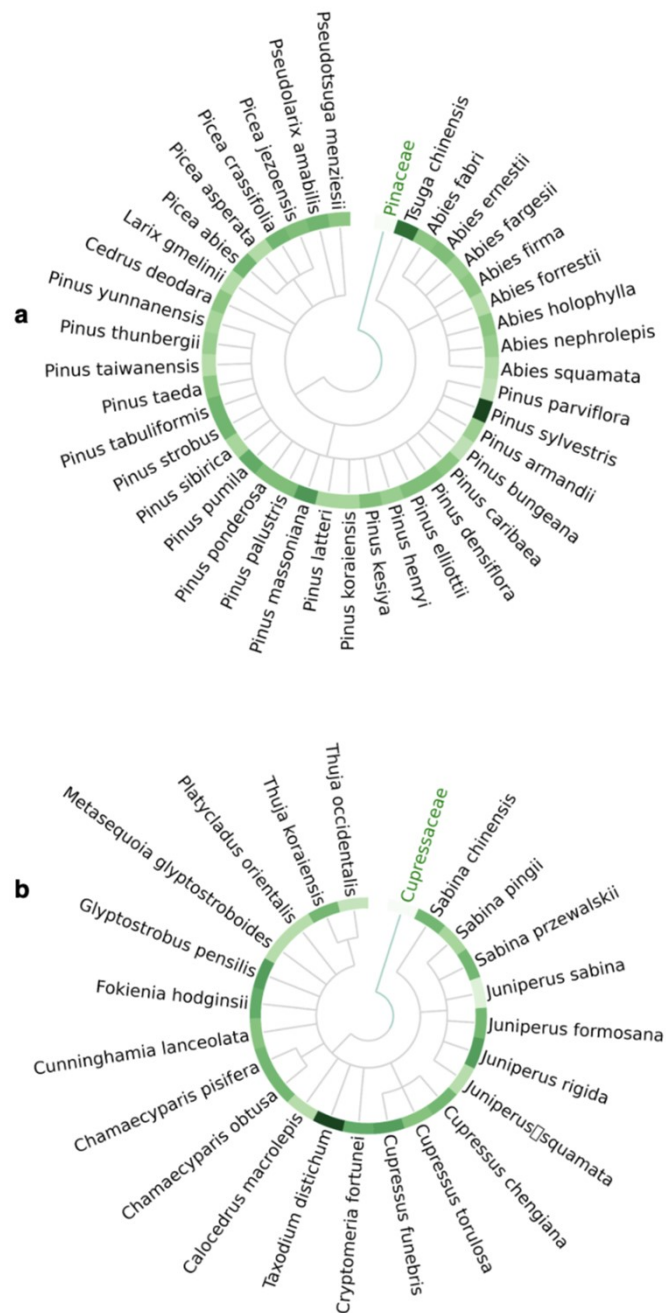 a
Pinaceae
Tsuga chinensis
Abies fabri
Abies ernestii
Abies fargesii
Abies firma
Abies forrestii
Abies holophylla
Abies nephrolepis
Abies squamata
Pinus parviflora
Pinus sylvestris
Pinus armandii
Pinus bungeana
Pinus caribaea
Pinus densiflora
Pinus elliottii
Pinus henryi
Pinus kesiya
Pinus koraiensis
Pinus latteri
Pinus massoniana
Pinus palustris
Pinus ponderosa
Pinus pumila
Pinus sibirica
Pinus strobus
Pinus tabuliformis
Pinus taeda
Pinus taiwanensis
Pinus thunbergii
Pinus yunnanensis
Cedrus deodara
Larix gmelinii
Picea abies
Picea asperata
Picea crassifolia
Picea jezoensis
Pseudolarix amabilis
Pseudotsuga menziesii
b
Cupressaceae
Sabina chinensis
Sabina pingii
Sabina przewalskii
Juniperus sabina
Juniperus formosana
Juniperus rigida
Juniperus▯squamata
Cupressus chengiana
Cupressus torulosa
Cupressus funebris
Cryptomeria fortunei
Taxodium distichum
Calocedrus macrolepis
Chamaecyparis obtusa
Chamaecyparis pisifera
Cunninghamia lanceolata
Fokienia hodginsii
Glyptostrobus pensilis
Metasequoia glyptostroboides
Platycladus orientalis
Thuja koraiensis
Thuja occidentalis